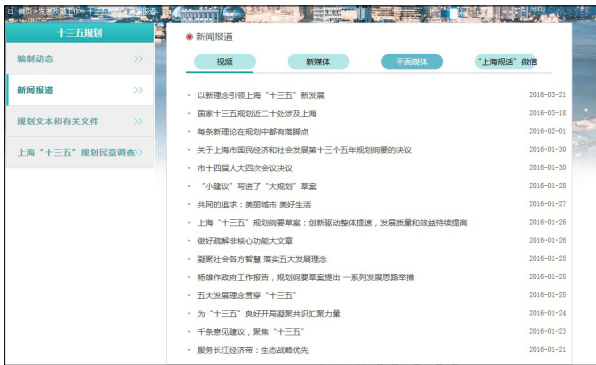 十三五规划
编制动态 >>
新闻报道 >>
规划文本和有关文件 >>
上海“十三五”规划民意调查>>
新闻报道
视频 新媒体 平面媒体 “上海规话”微信
· 以新理念引领上海“十三五”新发展 2016-03-21
· 国家十三五规划近二十处涉及上海 2016-03-18
· 每条新理论在规划中都有落脚点 2016-02-01
· 关于上海市国民经济和社会发展第十三个五年规划纲要的决议 2016-01-30
· 市十四届人大四次会议决议 2016-01-30
· “小建议”写进了“大规划”草案 2016-01-28
· 共同的追求：美丽城市 美好生活 2016-01-27
· 上海“十三五”规划纲要草案：创新驱动整体提速，发展质量和效益持续提高 2016-01-26
· 做好疏解非核心功能大文章 2016-01-26
· 凝聚社会各方智慧 落实五大发展理念 2016-01-25
· 杨雄作政府工作报告，规划纲要草案提出一系列发展思路举措 2016-01-25
· 五大发展理念贯穿“十三五” 2016-01-25
· 为“十三五”良好开局凝聚共识汇聚力量 2016-01-24
· 千条意见建议，聚焦“十三五” 2016-01-23
· 服务长江经济带：生态战略优先 2016-01-21